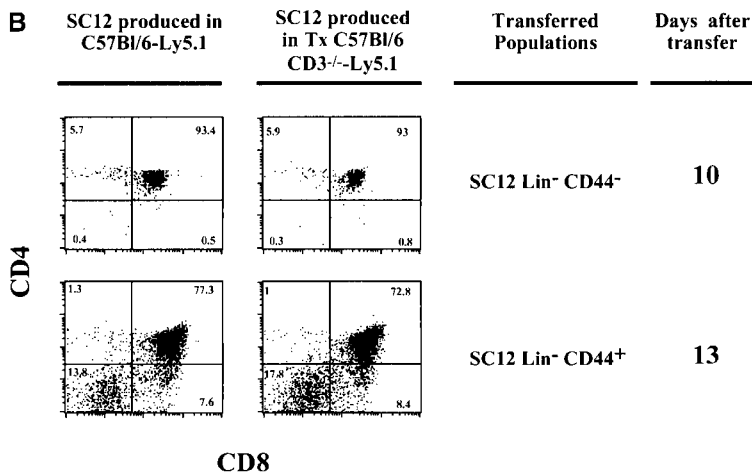 B
SC12 produced in
C57Bl/6-Ly5.1
SC12 produced
in Tx C57Bl/6
CD3-/--Ly5.1
Transferred
Populations
Days after
transfer
5.7 93.4
0.4 0.5
5.9 93
0.3 0.8
SC12 Lin- CD44-
10
1.3 77.3
13.8 7.6
1 72.8
17.8 8.4
SC12 Lin- CD44+
13
CD4
CD8